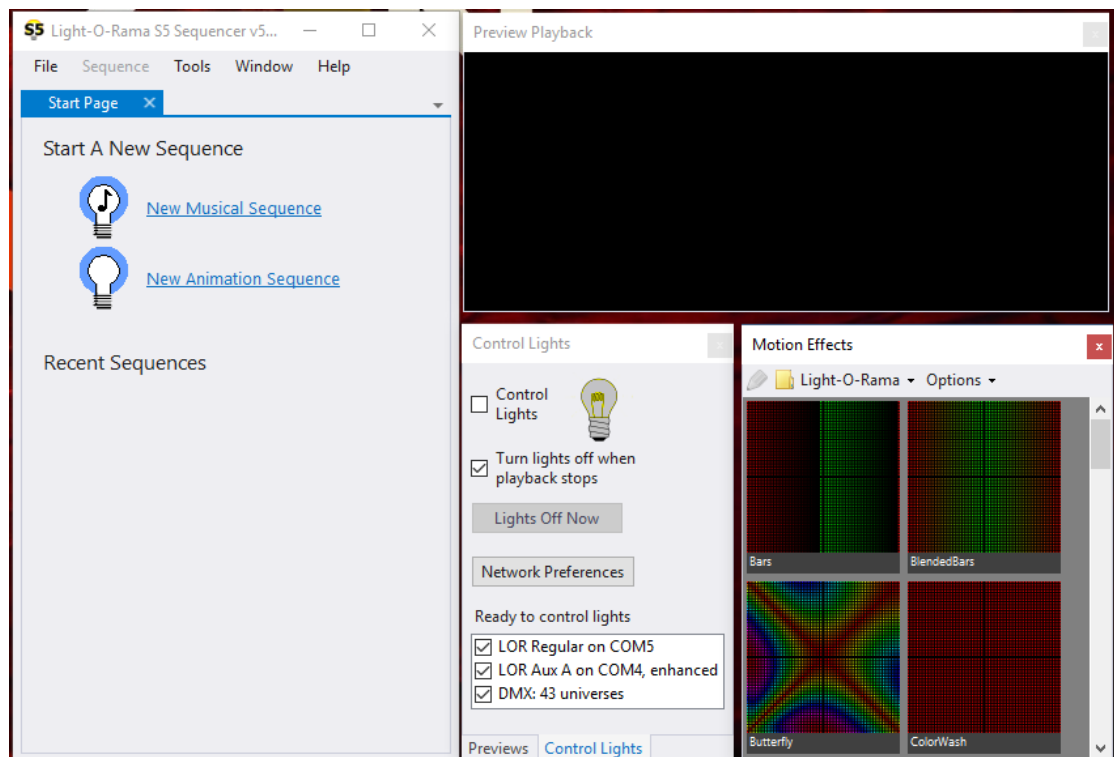 S5 Light-O-Rama S5 Sequencer v5...
File Sequence Tools Window Help
Start Page
Start A New Sequence
New Musical Sequence
New Animation Sequence
Recent Sequences
Preview Playback
Control Lights
Control
Lights
Turn lights off when
playback stops
Lights Off Now
Network Preferences
Ready to control lights
LOR Regular on COM5
LOR Aux A on COM4, enhanced
DMX: 43 universes
Previews Control Lights
Motion Effects
Light-O-Rama Options
Bars BlendedBars
Butterfly ColorWash